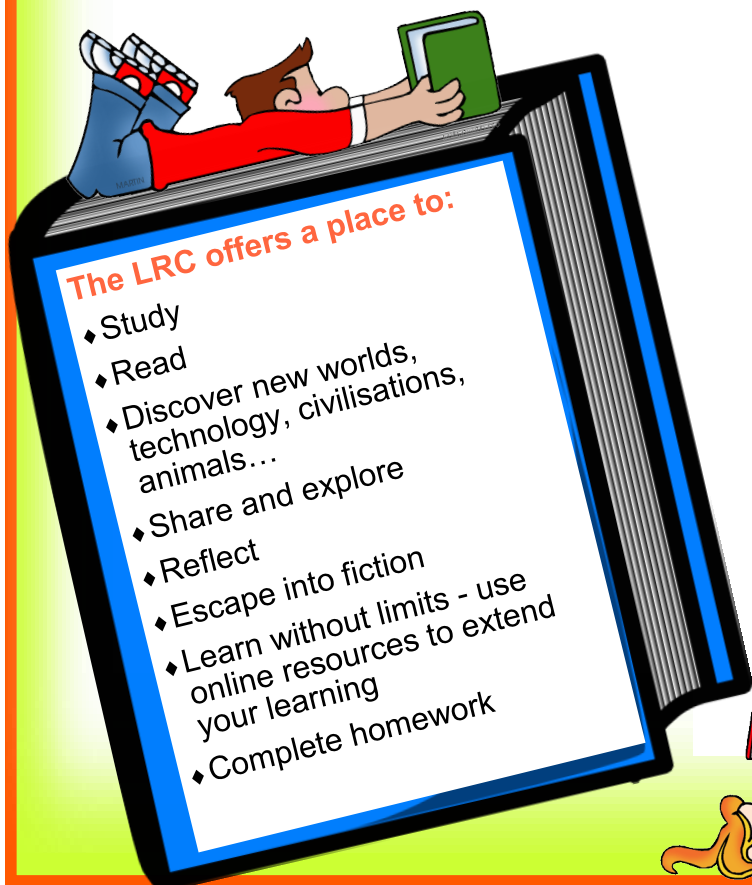 MARTIN
The LRC offers a place to:
♦Study
♦Read
♦Discover new worlds,
technology, civilisations,
animals…
♦Share and explore
♦Reflect
♦Escape into fiction
♦Learn without limits - use
online resources to extend
your learning
♦Complete homework